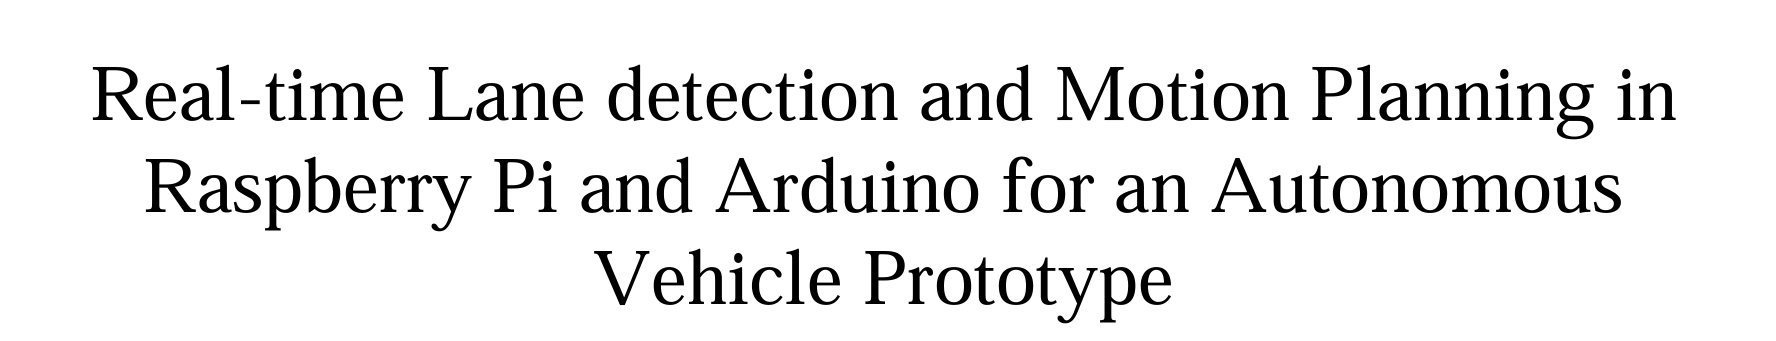 Real-time Lane detection and Motion Planning in
Raspberry Pi and Arduino for an Autonomous
Vehicle Prototype